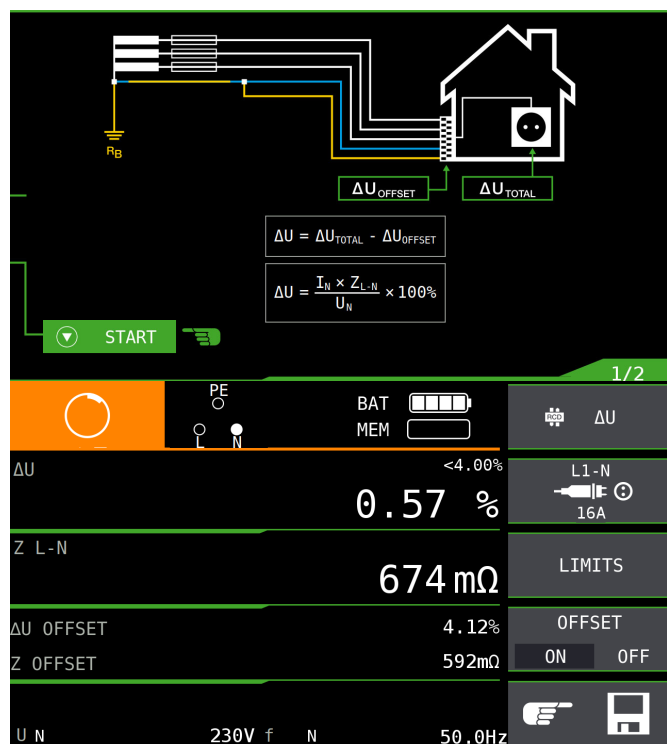 R_B
ΔU_OFFSET
ΔU_TOTAL
ΔU = ΔU_TOTAL - ΔU_OFFSET
ΔU = I_N × Z_L-N / U_N × 100%
START
1/2
PE
L N
BAT
MEM
RCD ΔU
ΔU
<4.00%
0.57 %
L1-N
16A
Z L-N
674 mΩ
LIMITS
ΔU OFFSET 4.12%
Z OFFSET 592mΩ
OFFSET
ON OFF
U N 230V f N 50.0Hz